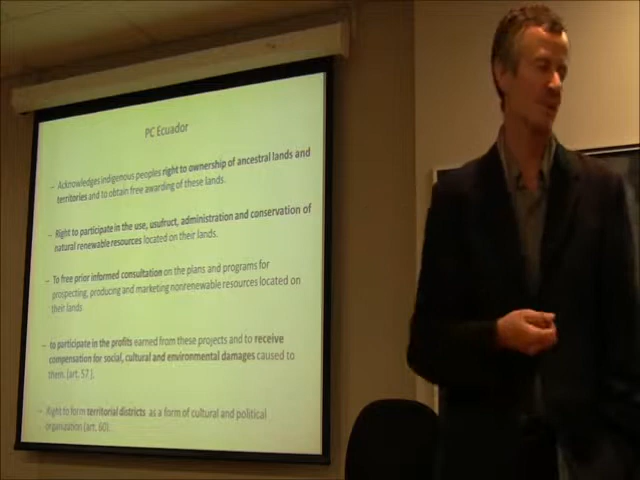 PC Ecuador
– Acknowledges indigenous peoples right to ownership of ancestral lands and
territories and to obtain free awarding of these lands.
– Right to participate in the use, usufruct, administration and conservation of
natural renewable resources located on their lands.
– To free prior informed consultation on the plans and programs for
prospecting, producing and marketing nonrenewable resources located on
their lands
– to participate in the profits earned from these projects and to receive
compensation for social, cultural and environmental damages caused to
them. (art. 57).
– Right to form territorial districts as a form of cultural and political
organization (art. 60).